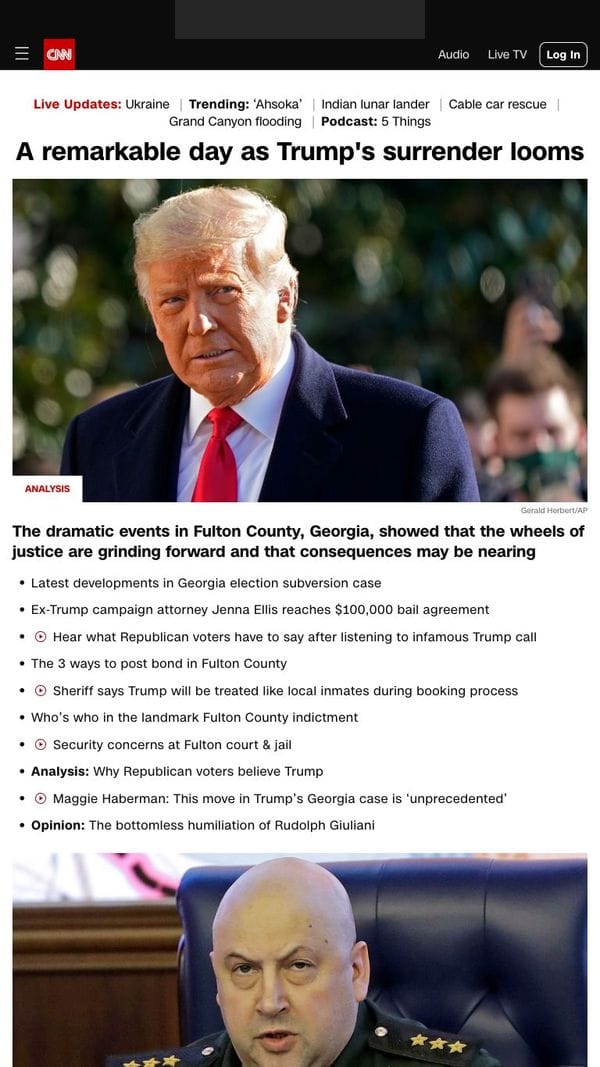 CNN
Audio Live TV Log In
Live Updates: Ukraine | Trending: ‘Ahsoka’ | Indian lunar lander | Cable car rescue |
Grand Canyon flooding | Podcast: 5 Things
A remarkable day as Trump's surrender looms
ANALYSIS
Gerald Herbert/AP
The dramatic events in Fulton County, Georgia, showed that the wheels of
justice are grinding forward and that consequences may be nearing
• Latest developments in Georgia election subversion case
• Ex-Trump campaign attorney Jenna Ellis reaches $100,000 bail agreement
• Hear what Republican voters have to say after listening to infamous Trump call
• The 3 ways to post bond in Fulton County
• Sheriff says Trump will be treated like local inmates during booking process
• Who’s who in the landmark Fulton County indictment
• Security concerns at Fulton court & jail
• Analysis: Why Republican voters believe Trump
• Maggie Haberman: This move in Trump’s Georgia case is ‘unprecedented’
• Opinion: The bottomless humiliation of Rudolph Giuliani